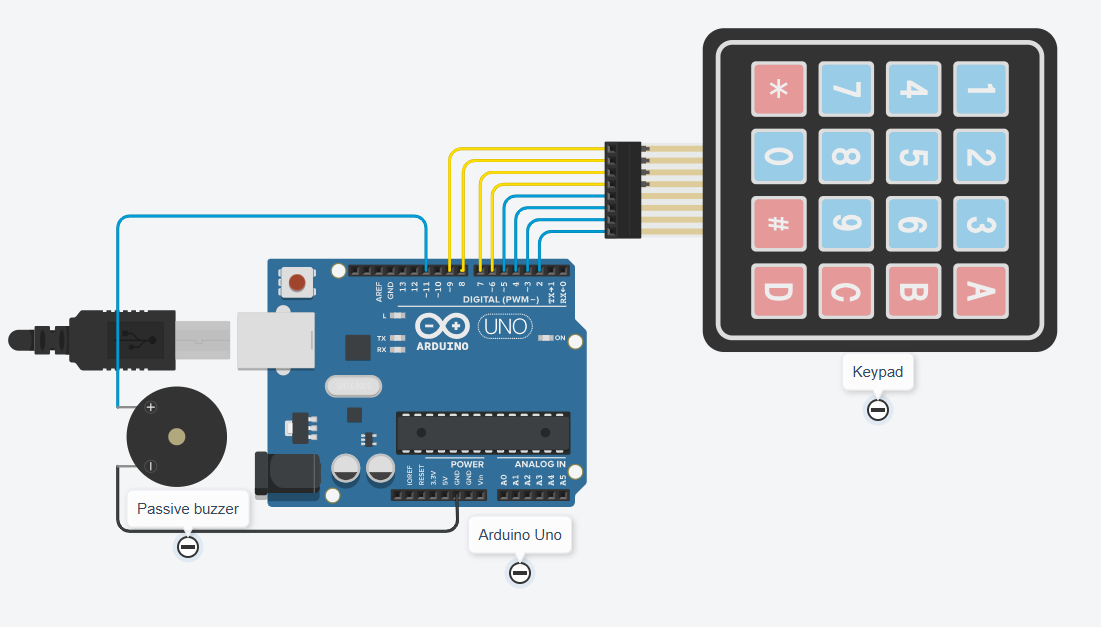 * 7 4 1
0 8 5 2
# 9 6 3
D C B A
AREF
GND
13
12
~11
~10
~9
8
7
~6
~5
4
~3
2
TX→1
RX←0
DIGITAL (PWM~)
L
TX
RX
UNO
ARDUINO
ON
Keypad
POWER
ANALOG IN
IOREF
RESET
3.3V
5V
GND
GND
Vin
A0
A1
A2
A3
A4
A5
+
Passive buzzer
Arduino Uno